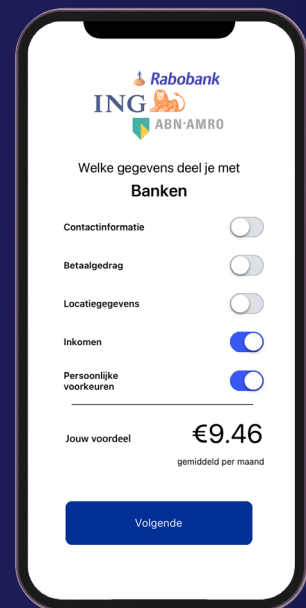 Rabobank
ING
ABN·AMRO
Welke gegevens deel je met
Banken
Contactinformatie
Betaalgedrag
Locatiegegevens
Inkomen
Persoonlijke
voorkeuren
Jouw voordeel €9.46
gemiddeld per maand
Volgende